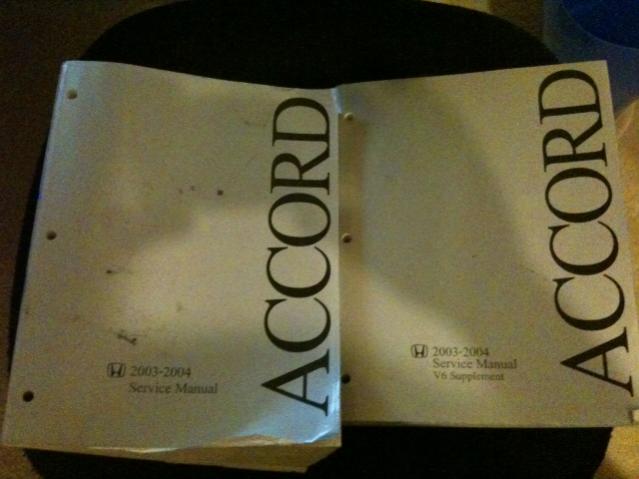 ACCORD
2003-2004
Service Manual
ACCORD
2003-2004
Service Manual
V6 Supplement